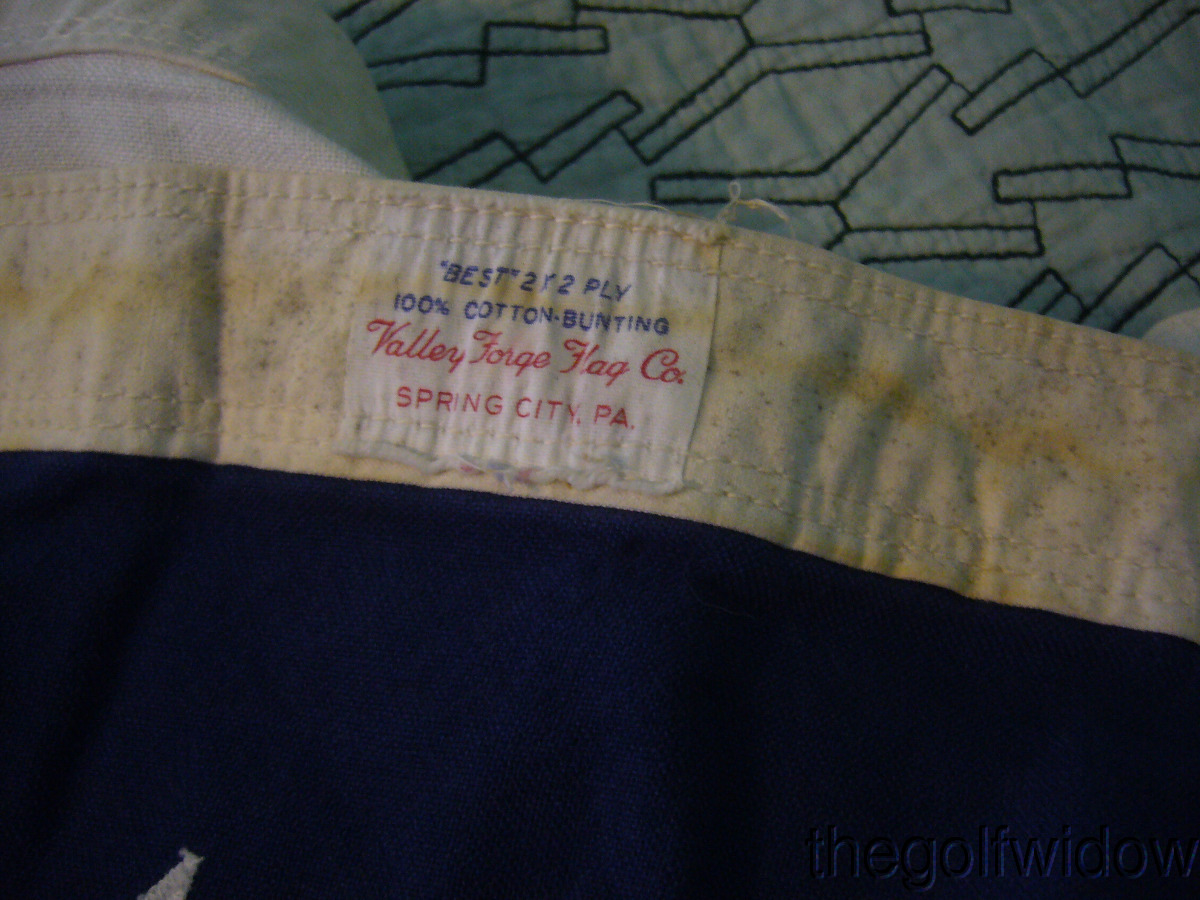 "BEST" 2 X 2 PLY
100% COTTON-BUNTING
Valley Forge Flag Co.
SPRING CITY, PA.
thegolfwidow